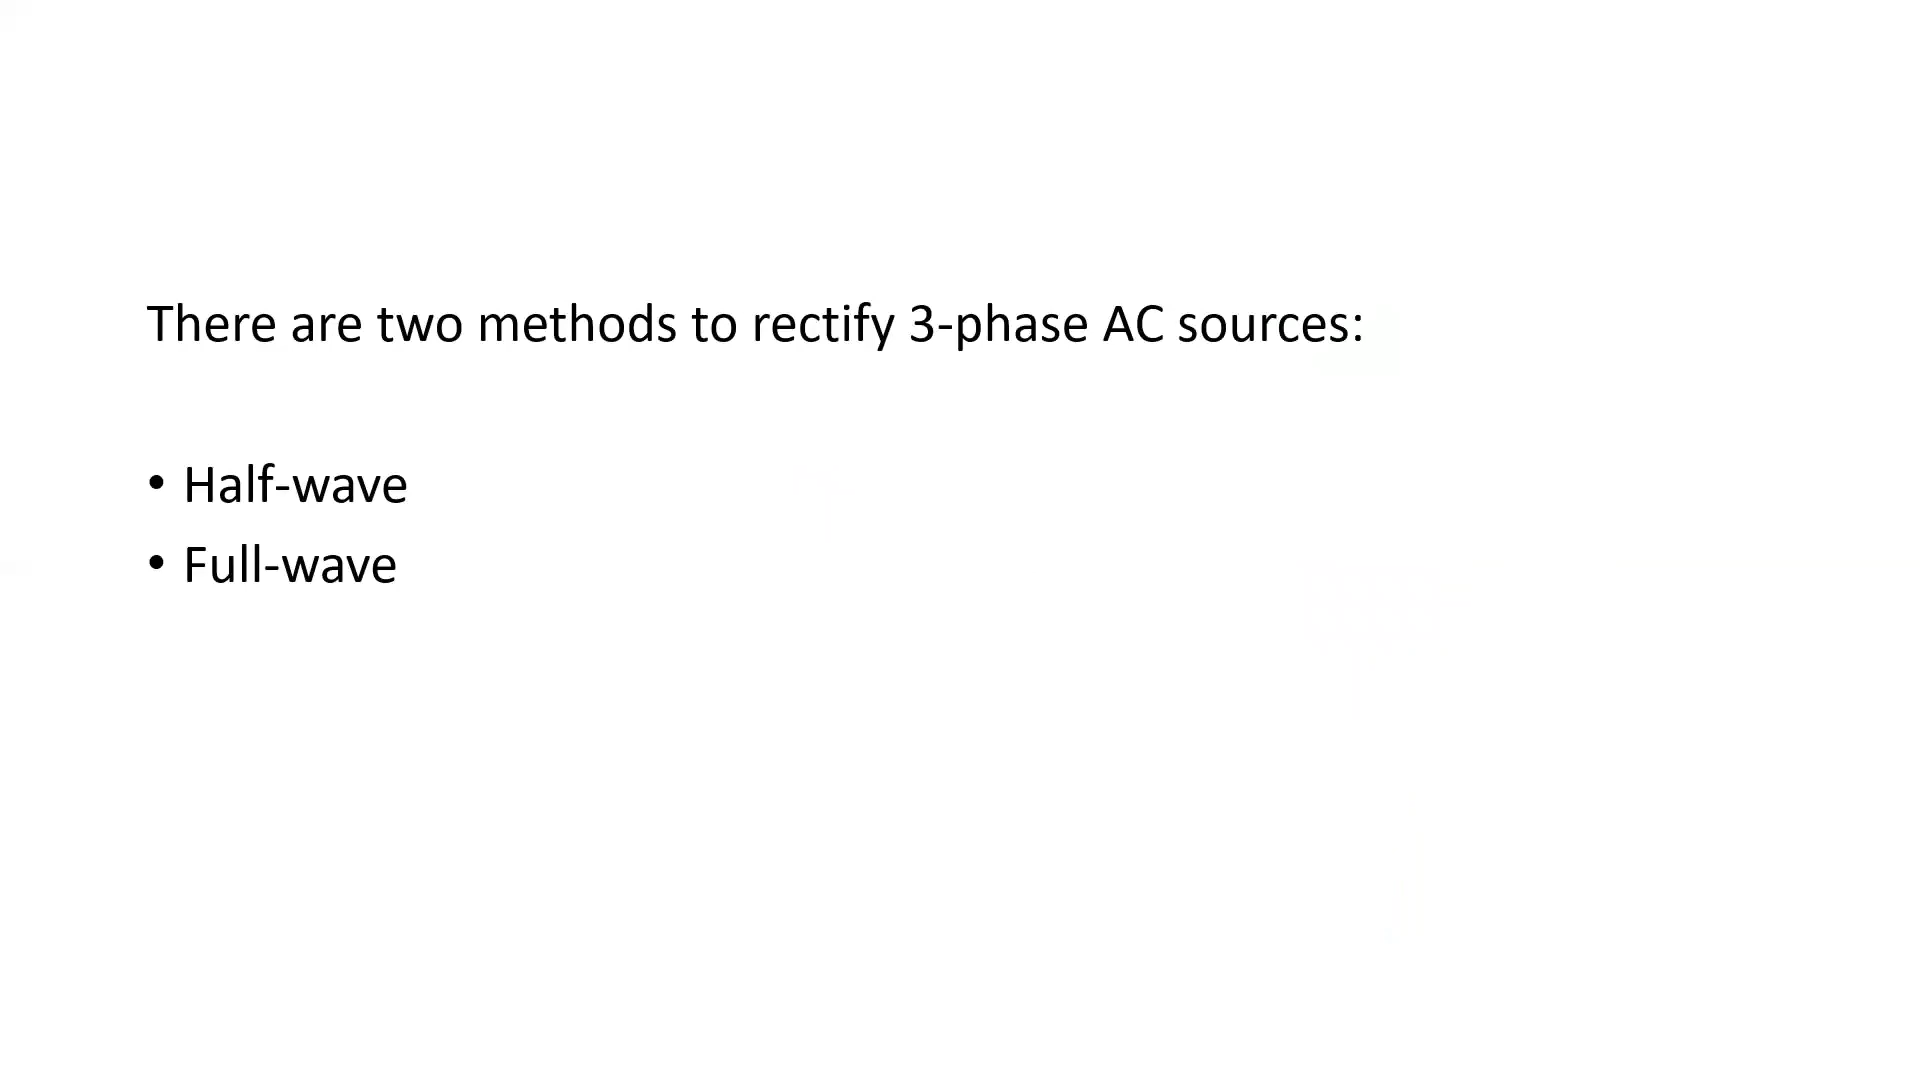 There are two methods to rectify 3-phase AC sources:
• Half-wave
• Full-wave